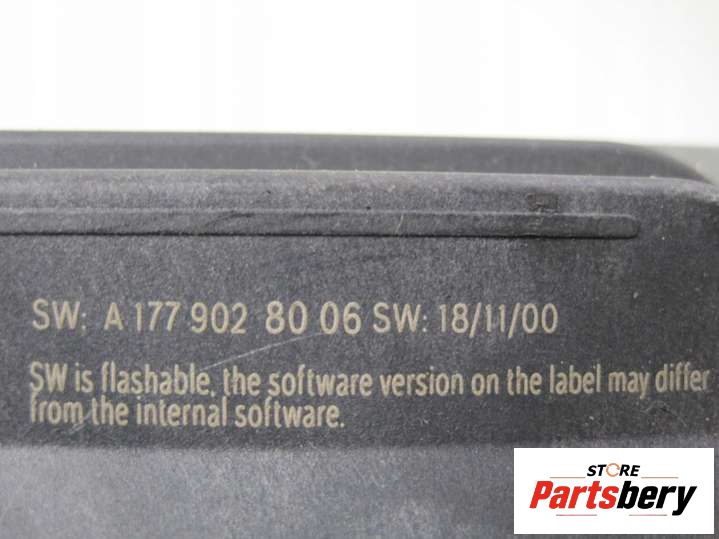 SW: A 177 902 80 06 SW: 18/11/00
SW is flashable, the software version on the label may differ
from the internal software.
STORE
Partsbery